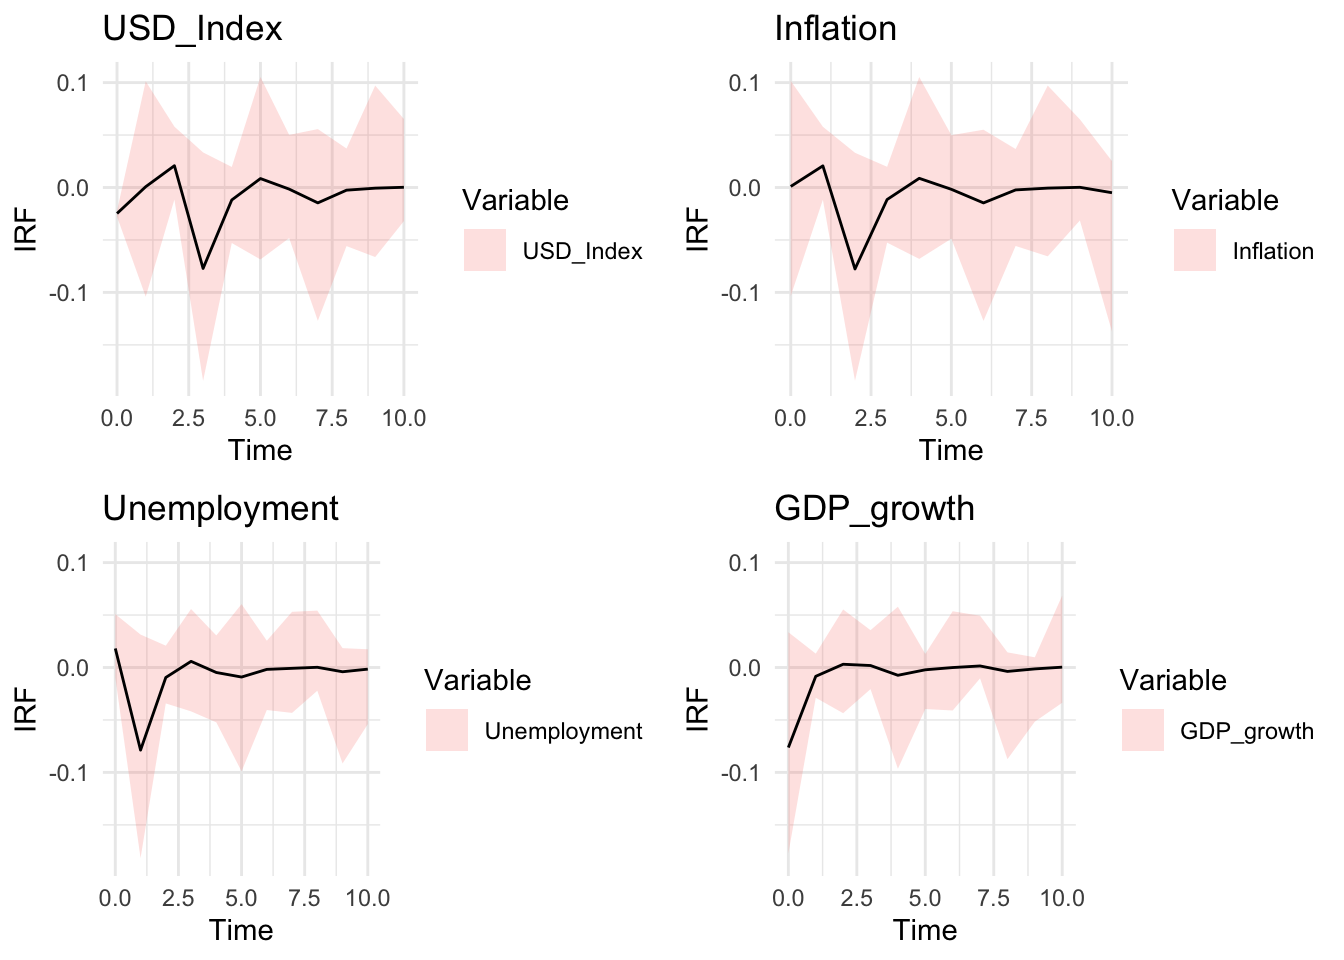 USD_Index
0.1
0.0
-0.1
IRF
0.0 2.5 5.0 7.5 10.0
Time
Variable
USD_Index
Inflation
0.1
0.0
-0.1
IRF
0.0 2.5 5.0 7.5 10.0
Time
Variable
Inflation
Unemployment
0.1
0.0
-0.1
IRF
0.0 2.5 5.0 7.5 10.0
Time
Variable
Unemployment
GDP_growth
0.1
0.0
-0.1
IRF
0.0 2.5 5.0 7.5 10.0
Time
Variable
GDP_growth